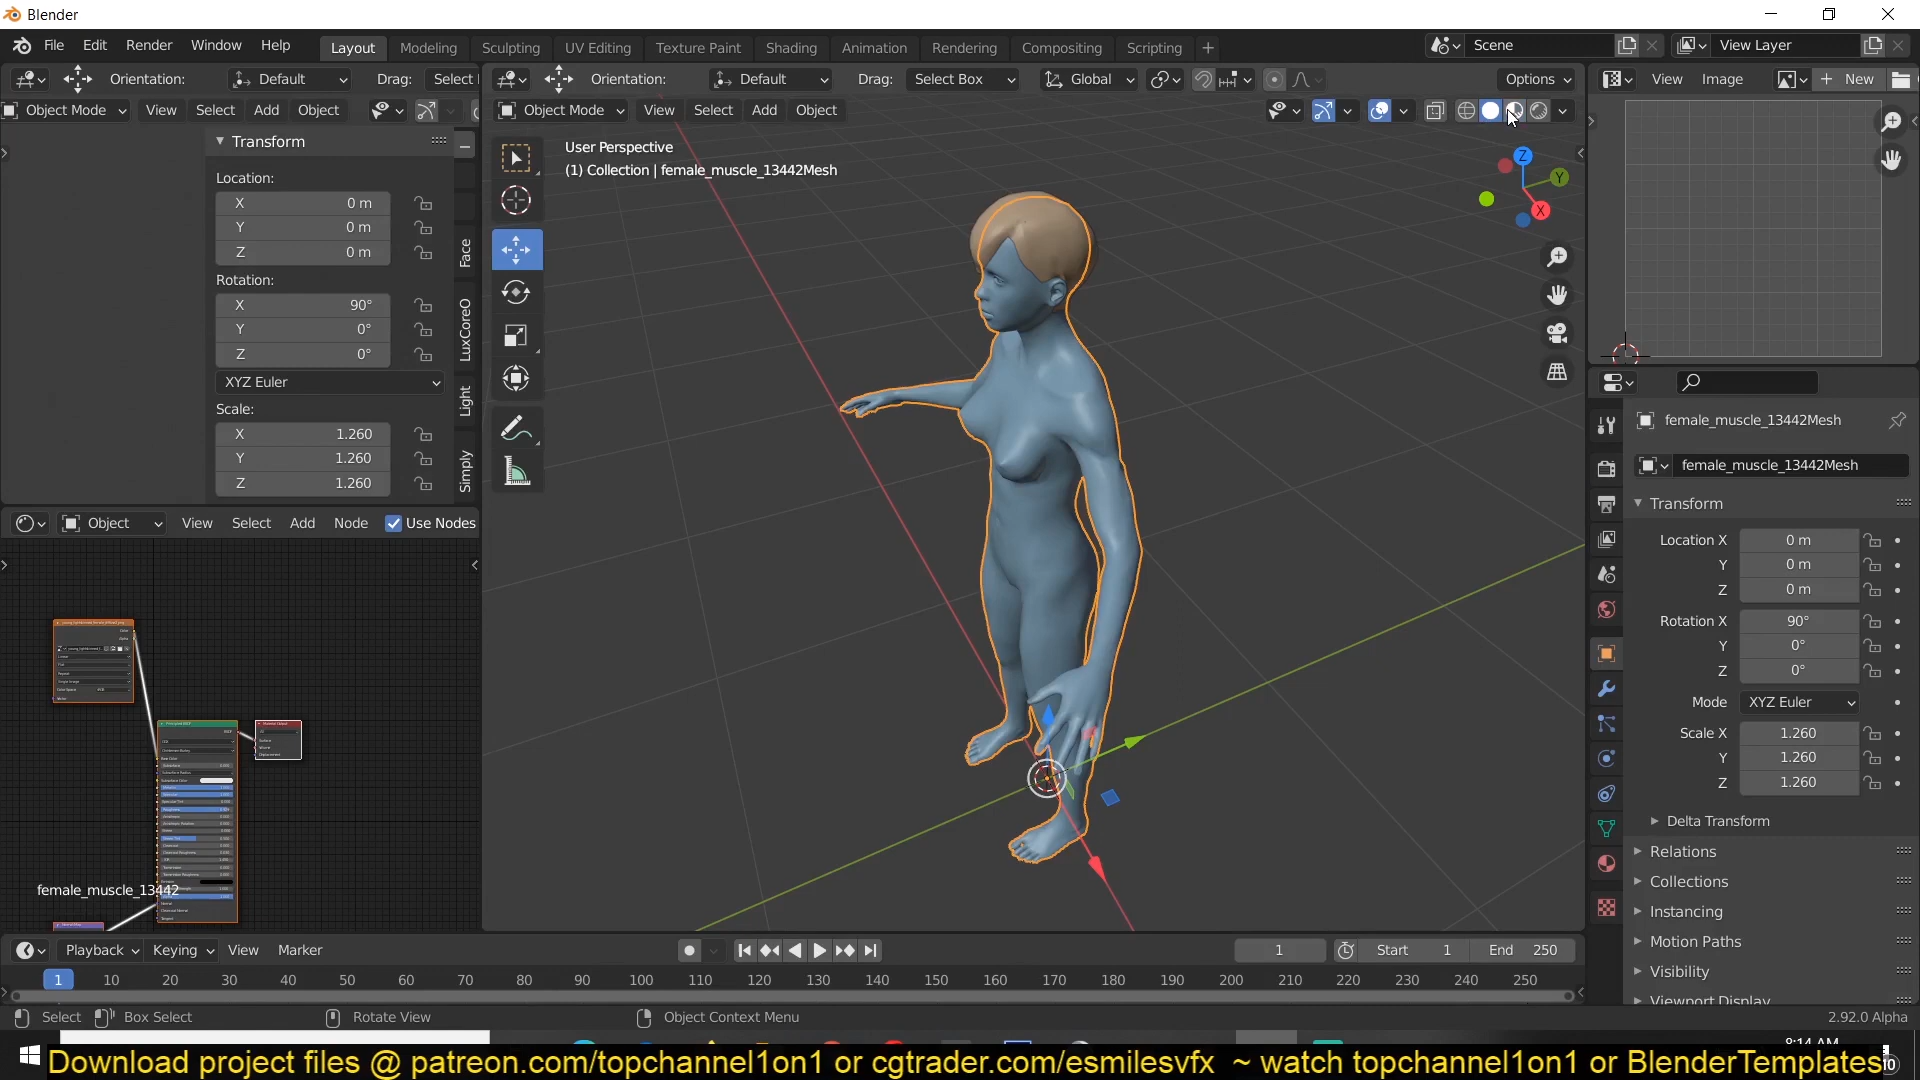 Blender
File Edit Render Window Help Layout Modeling Sculpting UV Editing Texture Paint Shading Animation Rendering Compositing Scripting + Scene View Layer
Orientation: Default Drag: Select Orientation: Default Drag: Select Box Global Options View Image New
Object Mode View Select Add Object Object Mode View Select Add Object
Transform
Location:
X 0 m
Y 0 m
Z 0 m
Rotation:
X 90°
Y 0°
Z 0°
XYZ Euler
Scale:
X 1.260
Y 1.260
Z 1.260
Face
LuxCoreO
Light
Simply
User Perspective
(1) Collection | female_muscle_13442Mesh
Z
Y
X
Object View Select Add Node Object Use Nodes
female_muscle_13442
female_muscle_13442Mesh
female_muscle_13442Mesh
Transform
Location X 0 m
Y 0 m
Z 0 m
Rotation X 90°
Y 0°
Z 0°
Mode XYZ Euler
Scale X 1.260
Y 1.260
Z 1.260
Delta Transform
Relations
Collections
Instancing
Motion Paths
Visibility
Viewport Display
Playback Keying View Marker 1 Start 1 End 250
1 10 20 30 40 50 60 70 80 90 100 110 120 130 140 150 160 170 180 190 200 210 220 230 240 250
Select Box Select Rotate View Object Context Menu 2.92.0 Alpha
8:14 AM
Download project files @ patreon.com/topchannel1on1 or cgtrader.com/esmilesvfx ~ watch topchannel1on1 or BlenderTemplates